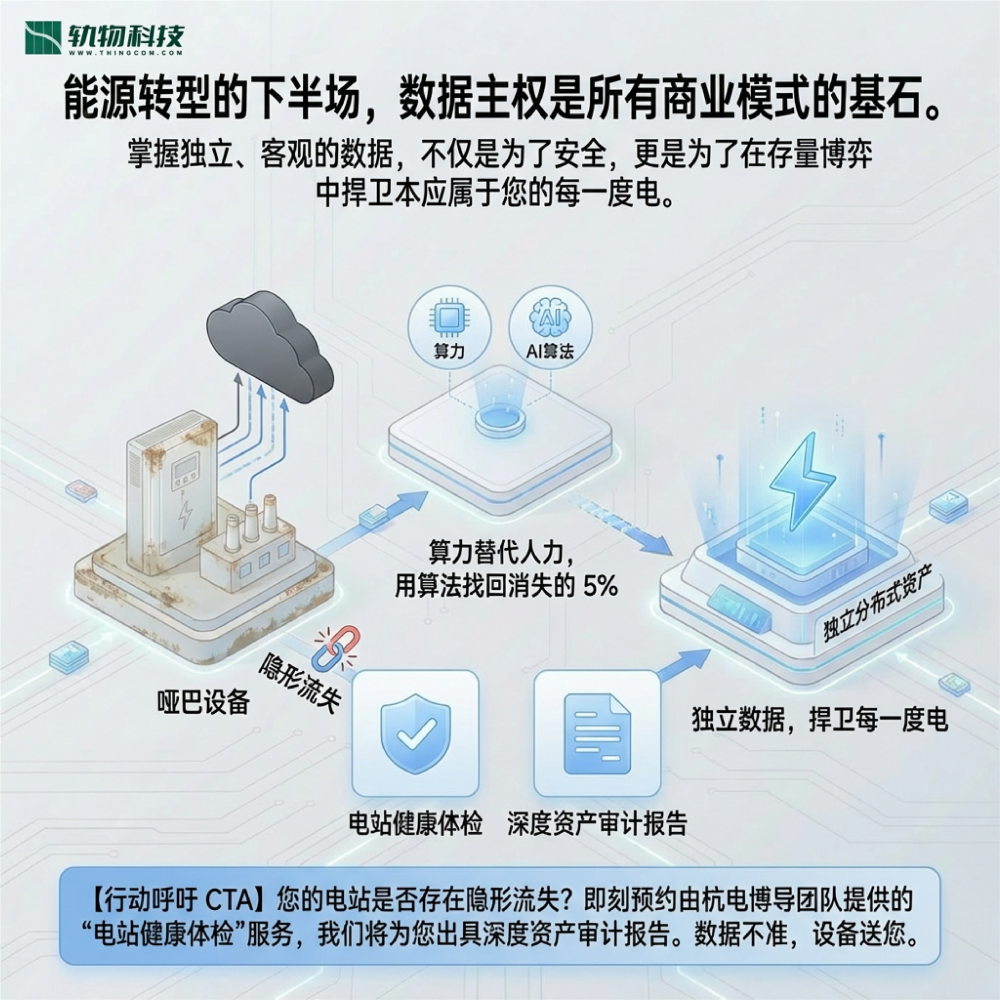 轨物科技
WWW.THINGCOM.COM
能源转型的下半场，数据主权是所有商业模式的基石。
掌握独立、客观的数据，不仅是为了安全，更是为了在存量博弈
中捍卫本应属于您的每一度电。
算力
AI
AI算法
算力替代人力，
用算法找回消失的 5%
独立分布式资产
隐形流失
哑巴设备
独立数据，捍卫每一度电
电站健康体检
深度资产审计报告
【行动呼吁 CTA】您的电站是否存在隐形流失？即刻预约由杭电博导团队提供的
“电站健康体检”服务，我们将为您出具深度资产审计报告。数据不准，设备送您。